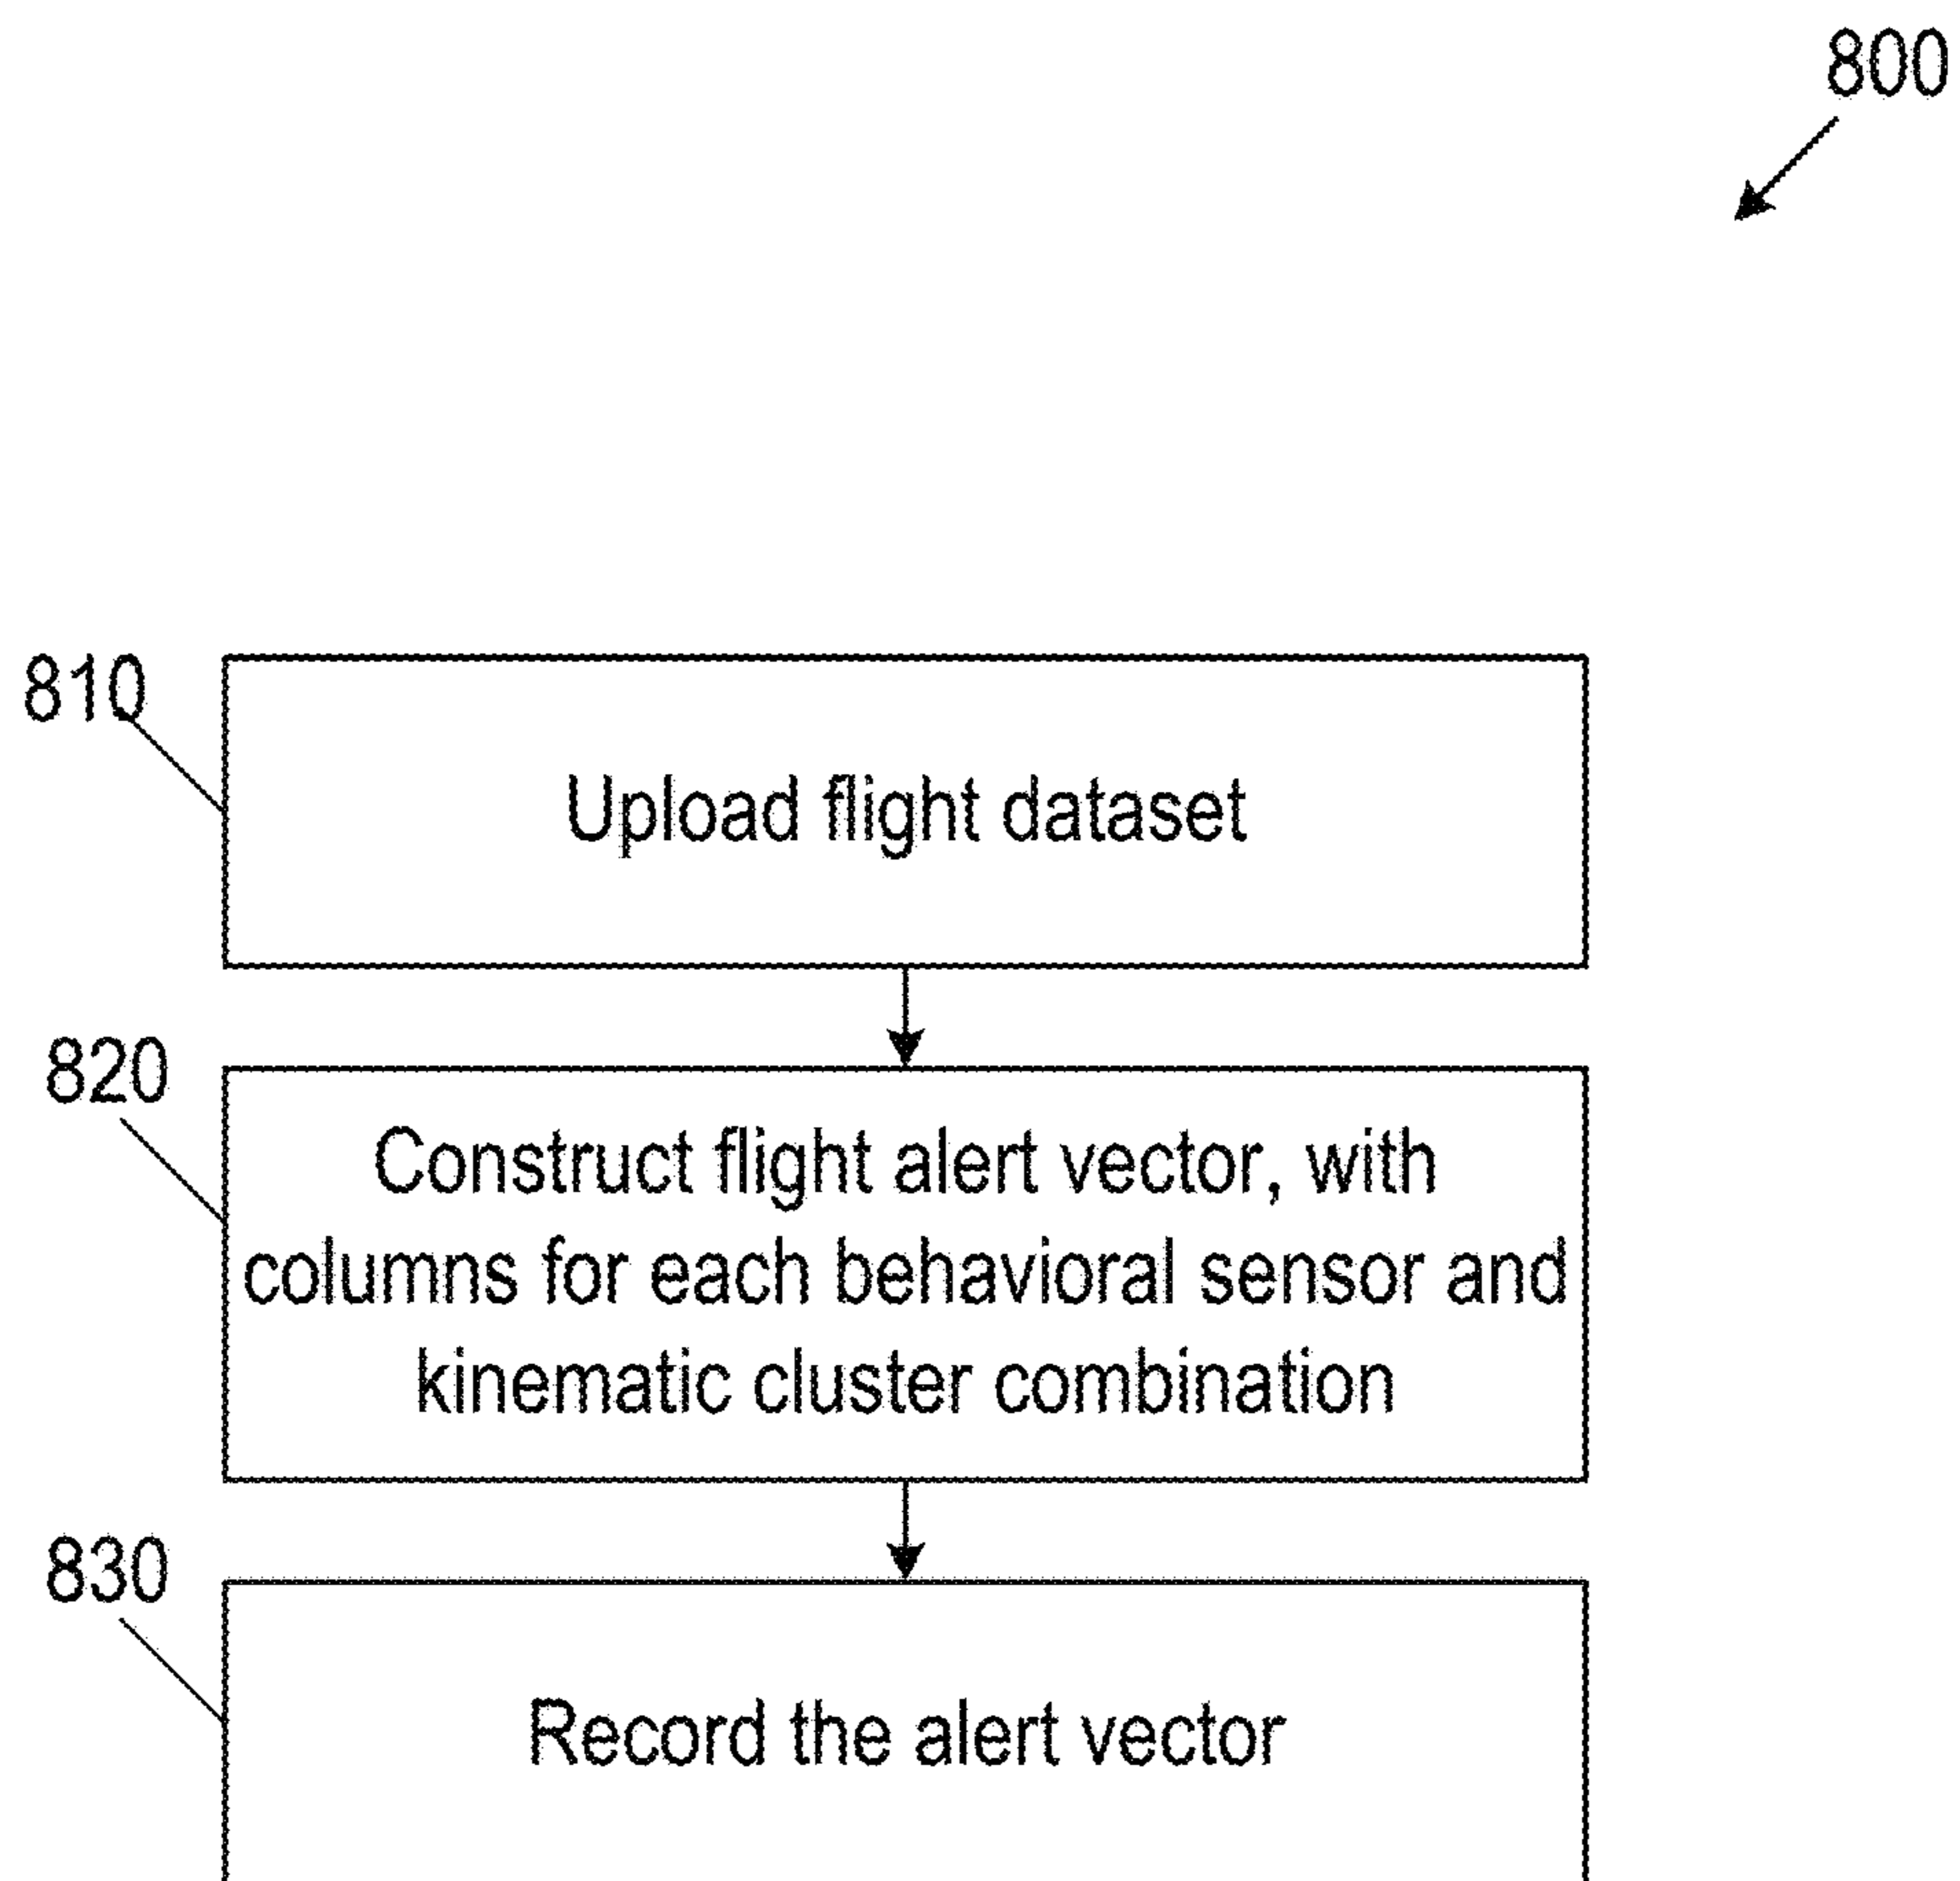 800
810
Upload flight dataset
820
Construct flight alert vector, with
columns for each behavioral sensor and
kinematic cluster combination
830
Record the alert vector